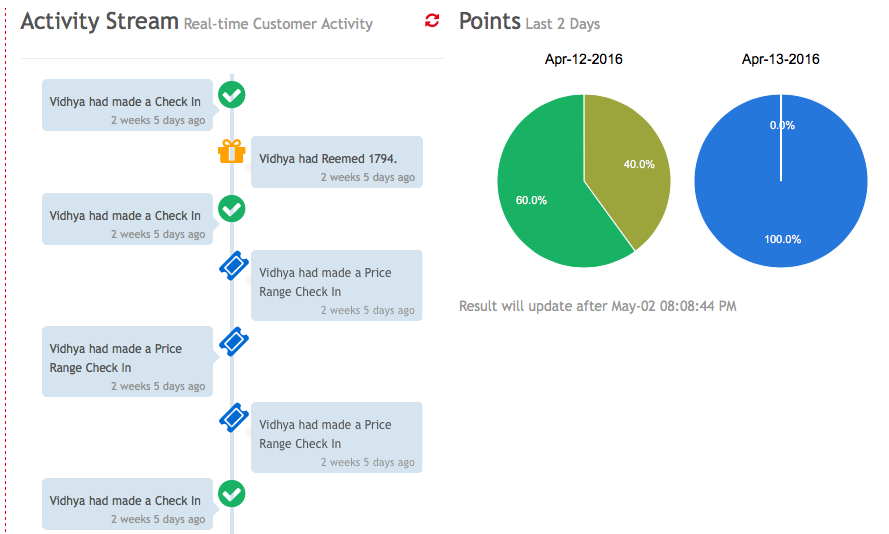 Activity Stream Real-time Customer Activity
Vidhya had made a Check In
2 weeks 5 days ago
Vidhya had Reemed 1794.
2 weeks 5 days ago
Vidhya had made a Check In
2 weeks 5 days ago
Vidhya had made a Price
Range Check In
2 weeks 5 days ago
Vidhya had made a Price
Range Check In
2 weeks 5 days ago
Vidhya had made a Price
Range Check In
2 weeks 5 days ago
Vidhya had made a Check In
2 weeks 5 days ago
Points Last 2 Days
Apr-12-2016
40.0%
60.0%
Apr-13-2016
0.0%
100.0%
Result will update after May-02 08:08:44 PM